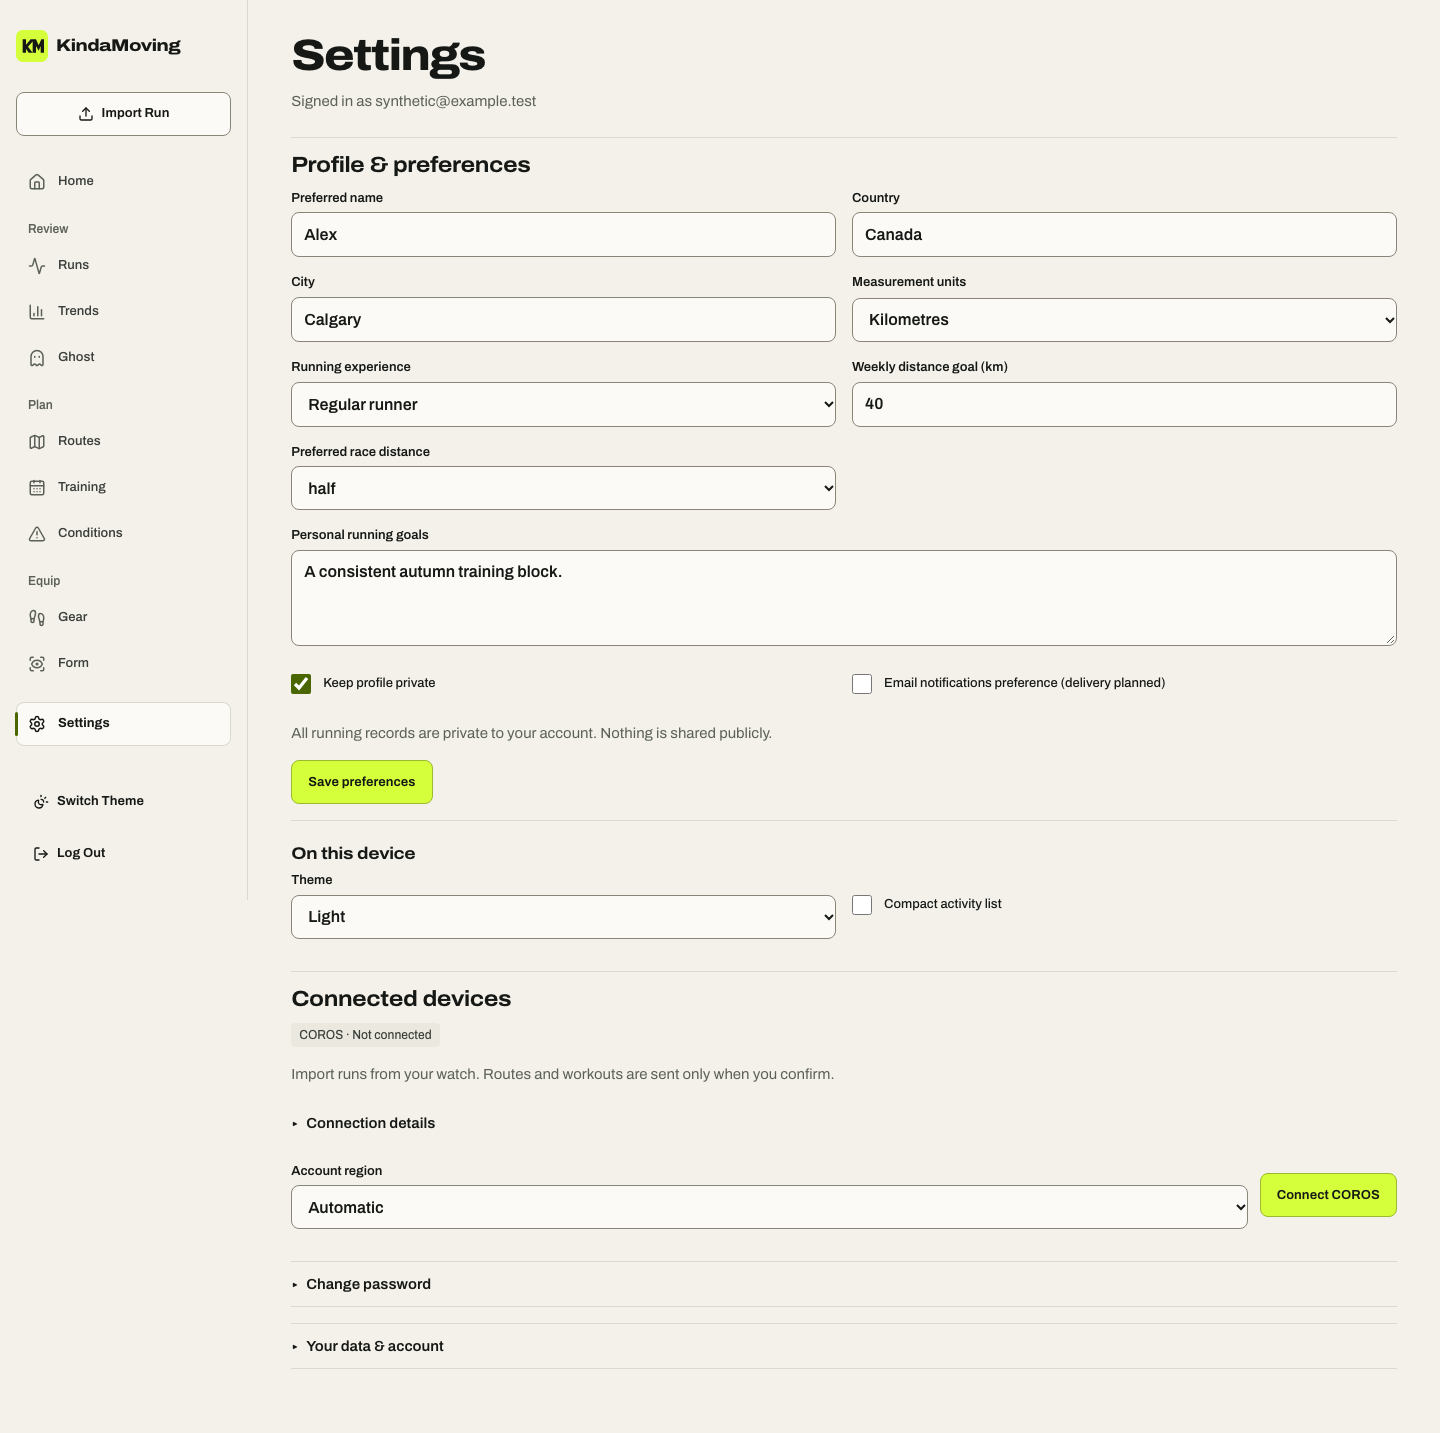 KM KindaMoving
Import Run
Home
Review
Runs
Trends
Ghost
Plan
Routes
Training
Conditions
Equip
Gear
Form
Settings
Switch Theme
Log Out
Settings
Signed in as synthetic@example.test
Profile & preferences
Preferred name
Alex
Country
Canada
City
Calgary
Measurement units
Kilometres
Running experience
Regular runner
Weekly distance goal (km)
40
Preferred race distance
half
Personal running goals
A consistent autumn training block.
Keep profile private
Email notifications preference (delivery planned)
All running records are private to your account. Nothing is shared publicly.
Save preferences
On this device
Theme
Light
Compact activity list
Connected devices
COROS · Not connected
Import runs from your watch. Routes and workouts are sent only when you confirm.
Connection details
Account region
Automatic
Connect COROS
Change password
Your data & account